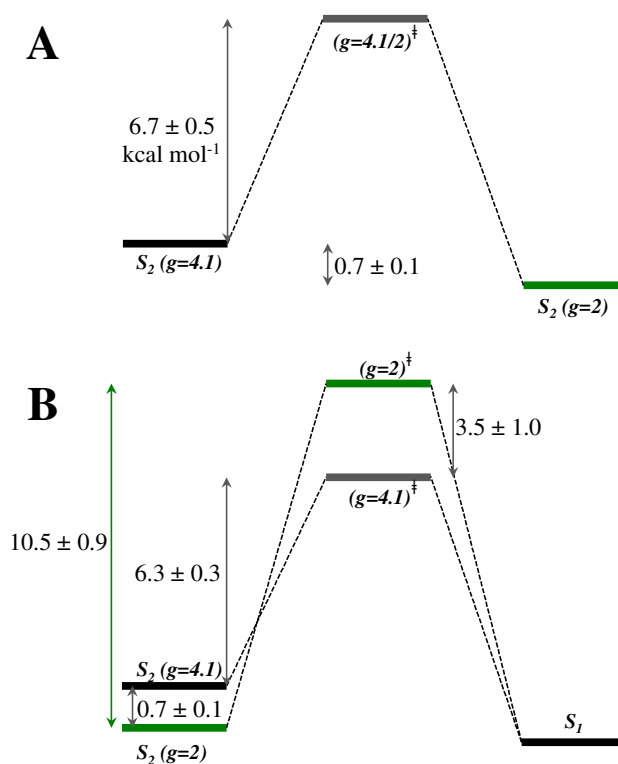 A
(g=4.1/2)‡
6.7 ± 0.5
kcal mol-1
S2 (g=4.1)
0.7 ± 0.1
S2 (g=2)
B
(g=2)‡
3.5 ± 1.0
(g=4.1)‡
10.5 ± 0.9
6.3 ± 0.3
S2 (g=4.1)
0.7 ± 0.1
S1
S2 (g=2)